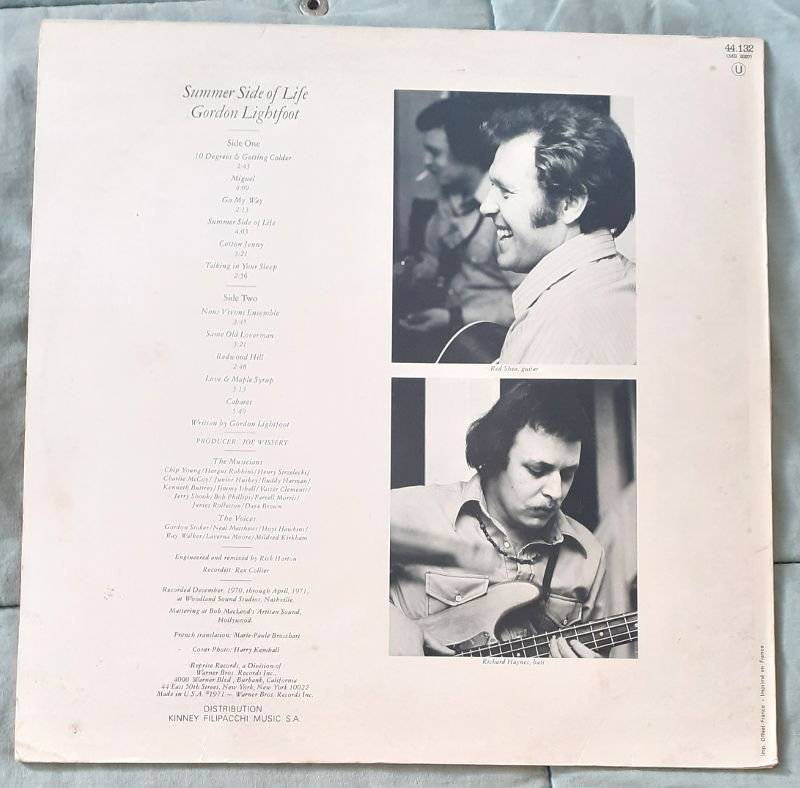 44.132
(MS 2037)
U
Summer Side of Life
Gordon Lightfoot
Side One
10 Degrees & Getting Colder
2:43
Miguel
4:09
Go My Way
2:13
Summer Side of Life
4:05
Cotton Jenny
3:21
Talking in Your Sleep
2:56
Side Two
Nous Vivons Ensemble
3:45
Same Old Loverman
3:21
Redwood Hill
2:48
Love & Maple Syrup
3:13
Cabaret
5:49
Written by Gordon Lightfoot
PRODUCER: JOE WISSERT
The Musicians
Chip Young/Hargus Robbins/Henry Strzelecki/
Charlie McCoy/Junior Huskey/Buddy Harman/
Kenneth Buttrey/Jimmy Isbell/Vasser Clements/
Jerry Shook/Bob Phillips/Farrell Morris/
James Rolleston/Dave Brown
The Voices
Gordon Stoker/Neal Matthews/Hoyt Hawkins/
Ray Walker/Laverna Moore/Mildred Kirkham
Engineered and remixed by Rick Horton
Recordist: Rex Collier
Recorded December, 1970, through April, 1971,
at Woodland Sound Studios, Nashville.
Mastering at Bob MacLeod's Artisan Sound,
Hollywood.
French translation: Marie-Paule Brosshart
Cover Photo: Harry Kemball
Reprise Records, a Division of
Warner Bros. Records Inc.,
4000 Warner Blvd., Burbank, California
44 East 50th Street, New York, New York 10022
Made in U.S.A. ℗1971 — Warner Bros. Records Inc.
DISTRIBUTION
KINNEY FILIPACCHI MUSIC S.A.
Red Shea, guitar
Richard Haynes, bass
Imp. Offset-France - Imprimé en France